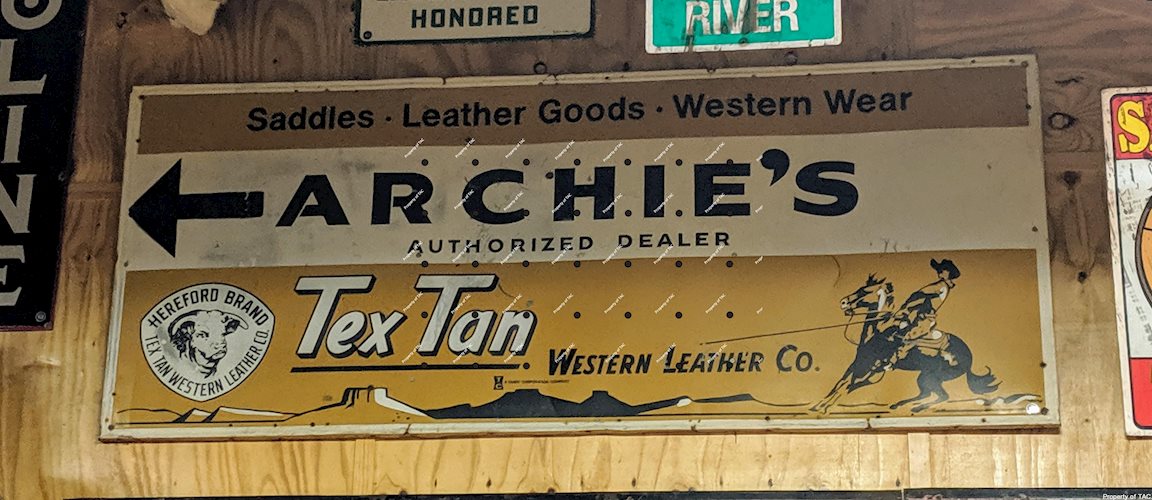 HONORED
RIVER
OLINE
Saddles · Leather Goods · Western Wear
ARCHIE'S
AUTHORIZED DEALER
HEREFORD BRAND
TEX TAN WESTERN LEATHER CO.
Tex Tan
WESTERN LEATHER CO.
Property of TAC